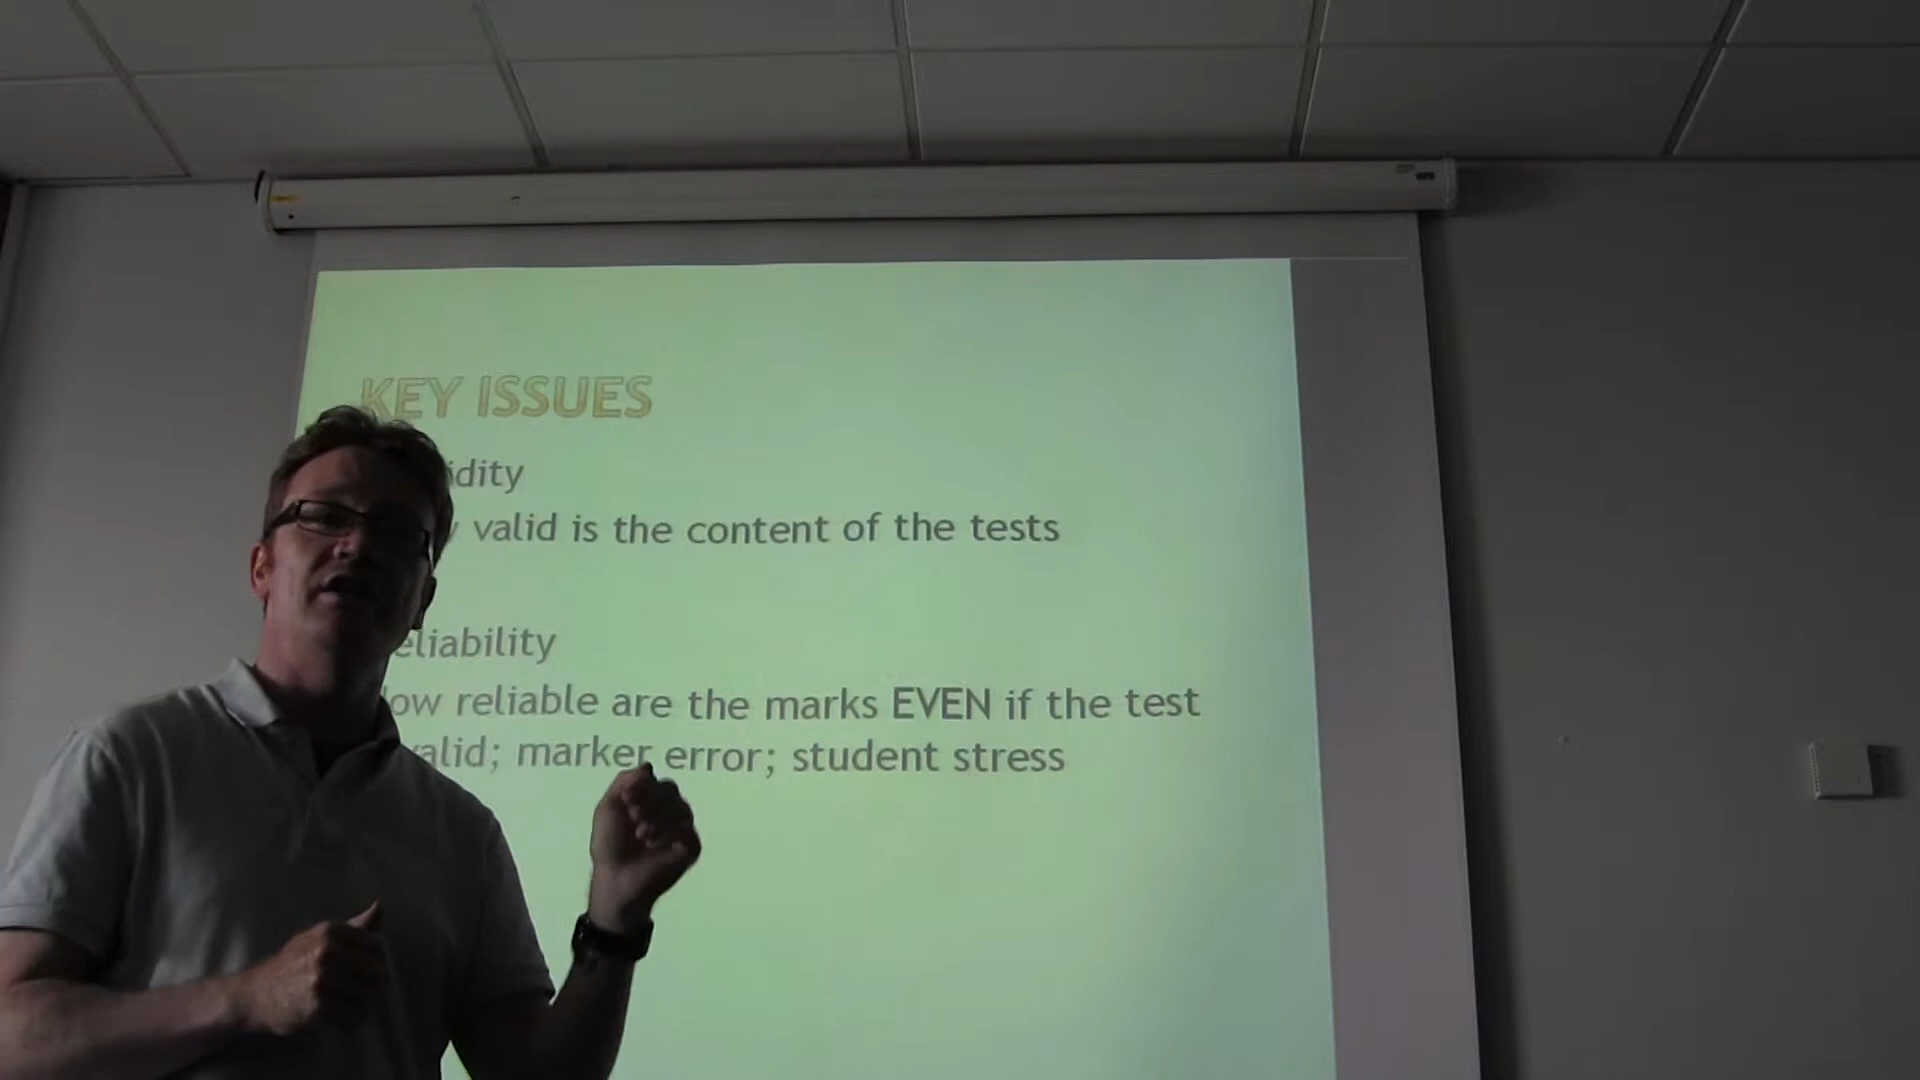 KEY ISSUES
idity
valid is the content of the tests
eliability
ow reliable are the marks EVEN if the test
valid; marker error; student stress